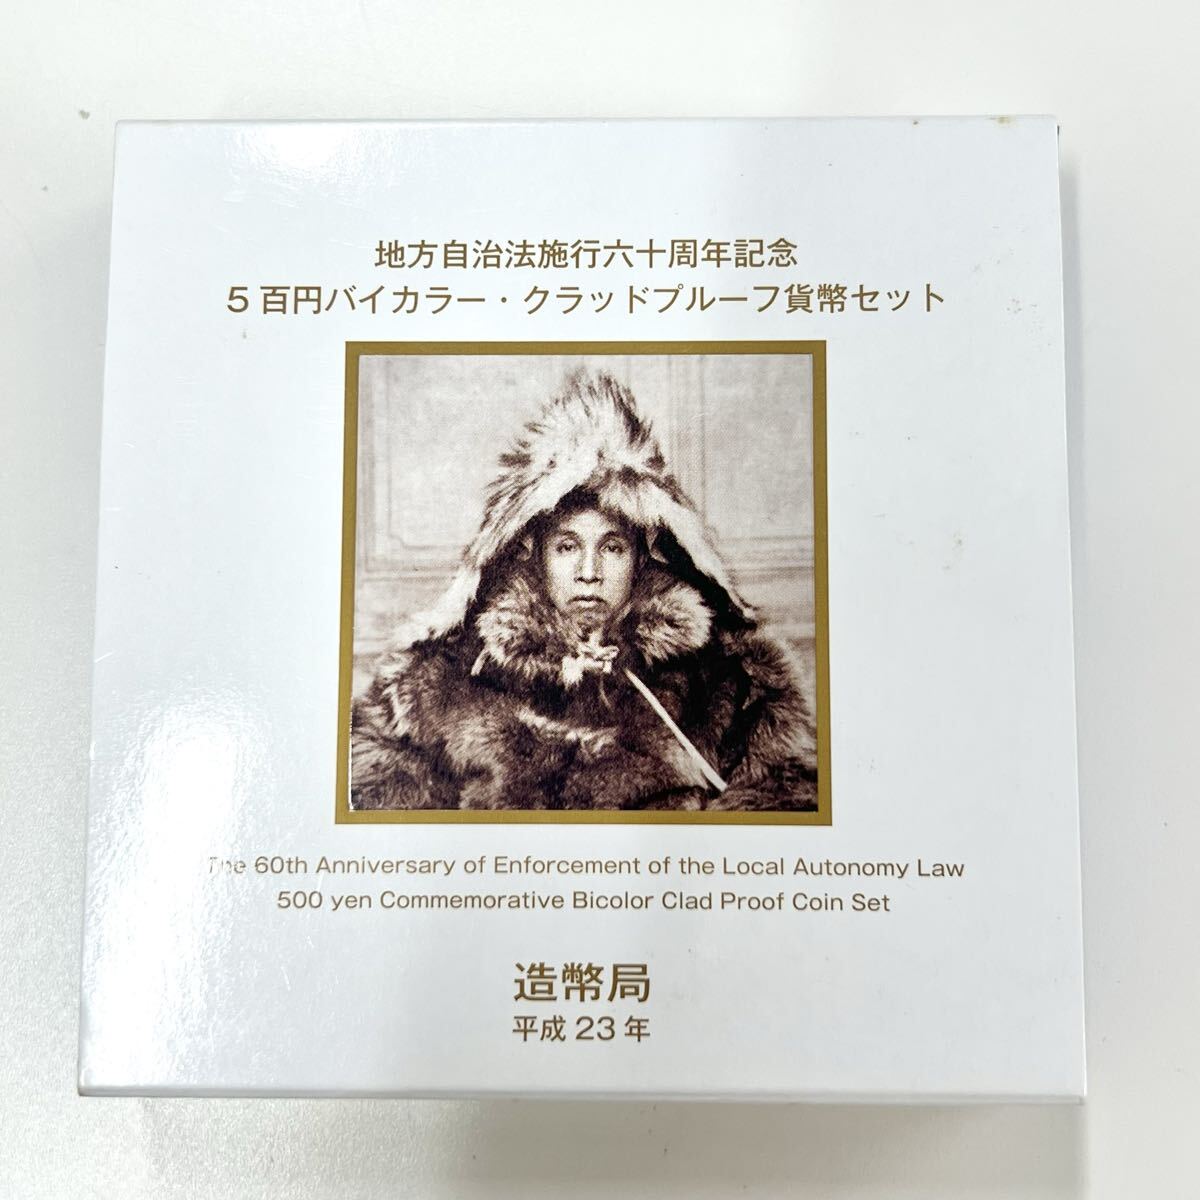 地方自治法施行六十周年記念
5百円バイカラー・クラッドプルーフ貨幣セット
The 60th Anniversary of Enforcement of the Local Autonomy Law
500 yen Commemorative Bicolor Clad Proof Coin Set
造幣局
平成23年